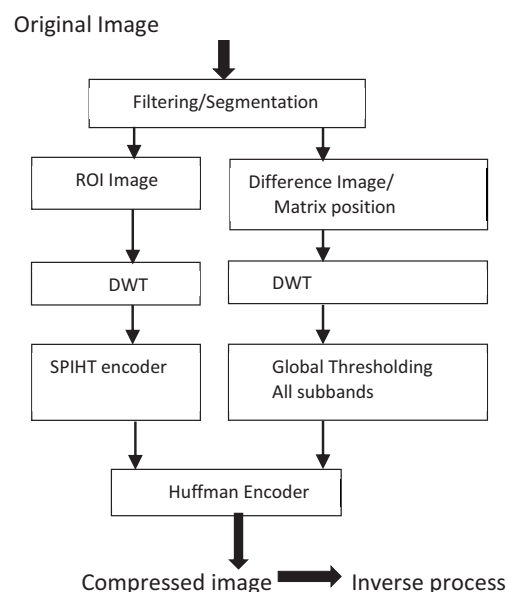 Original Image
Filtering/Segmentation
ROI Image
Difference Image/
Matrix position
DWT
DWT
SPIHT encoder
Global Thresholding
All subbands
Huffman Encoder
Compressed image
Inverse process